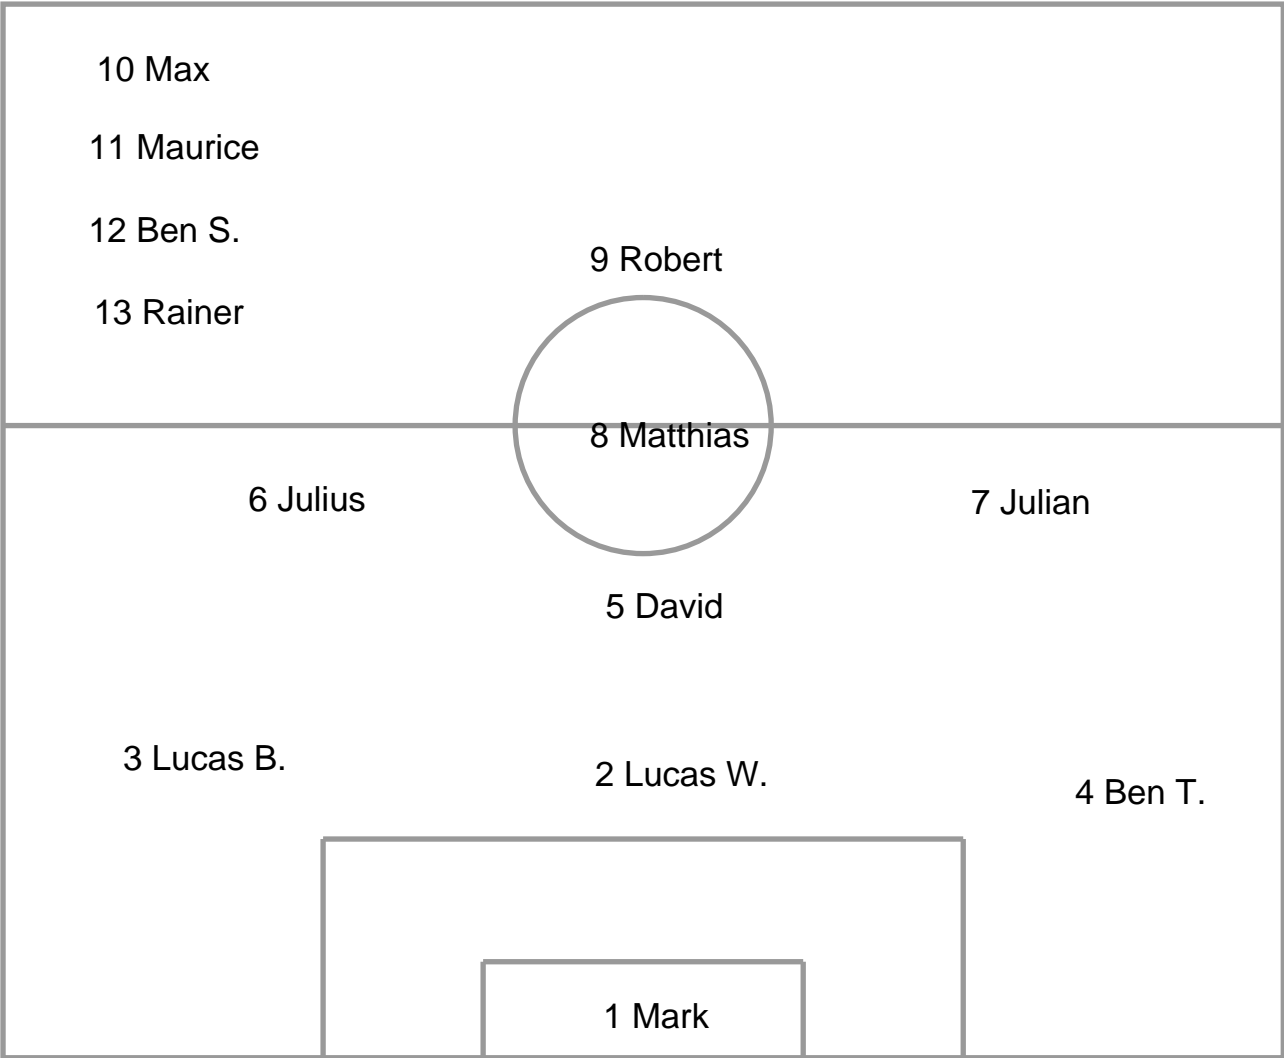 10 Max
11 Maurice
12 Ben S.
9 Robert
13 Rainer
8 Matthias
6 Julius
7 Julian
5 David
3 Lucas B.
2 Lucas W.
4 Ben T.
1 Mark